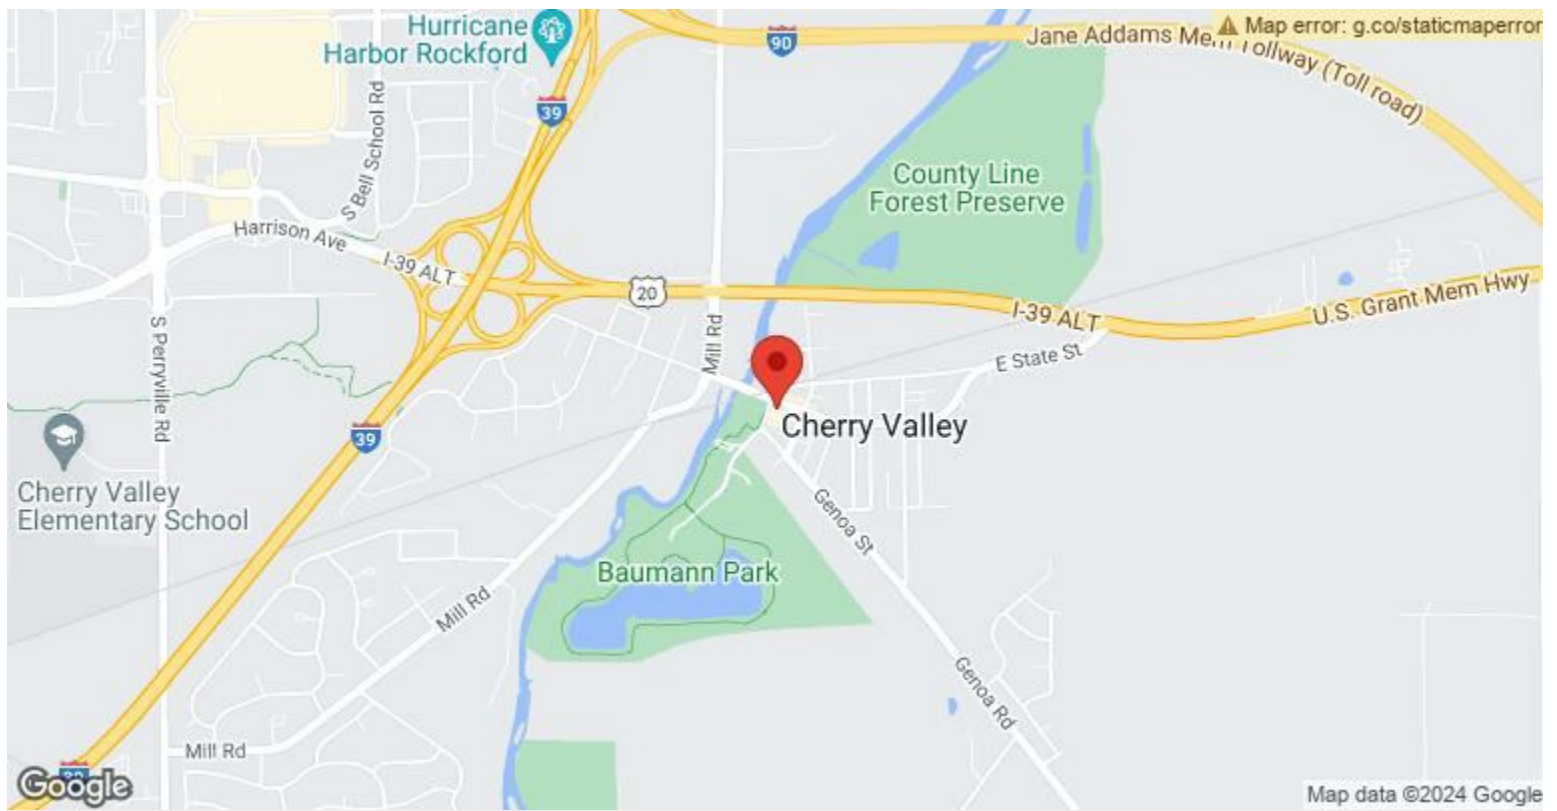 Hurricane
Harbor Rockford
90
Jane Addams Mem Tollway (Toll road)
Map error: g.co/staticmaperror
39
S Bell School Rd
County Line
Forest Preserve
Harrison Ave
I-39 ALT
20
I-39 ALT
U.S. Grant Mem Hwy
S Perryville Rd
Mill Rd
E State St
Cherry Valley
39
Cherry Valley
Elementary School
Genoa St
Baumann Park
Mill Rd
Genoa Rd
Mill Rd
39
Google
Map data ©2024 Google